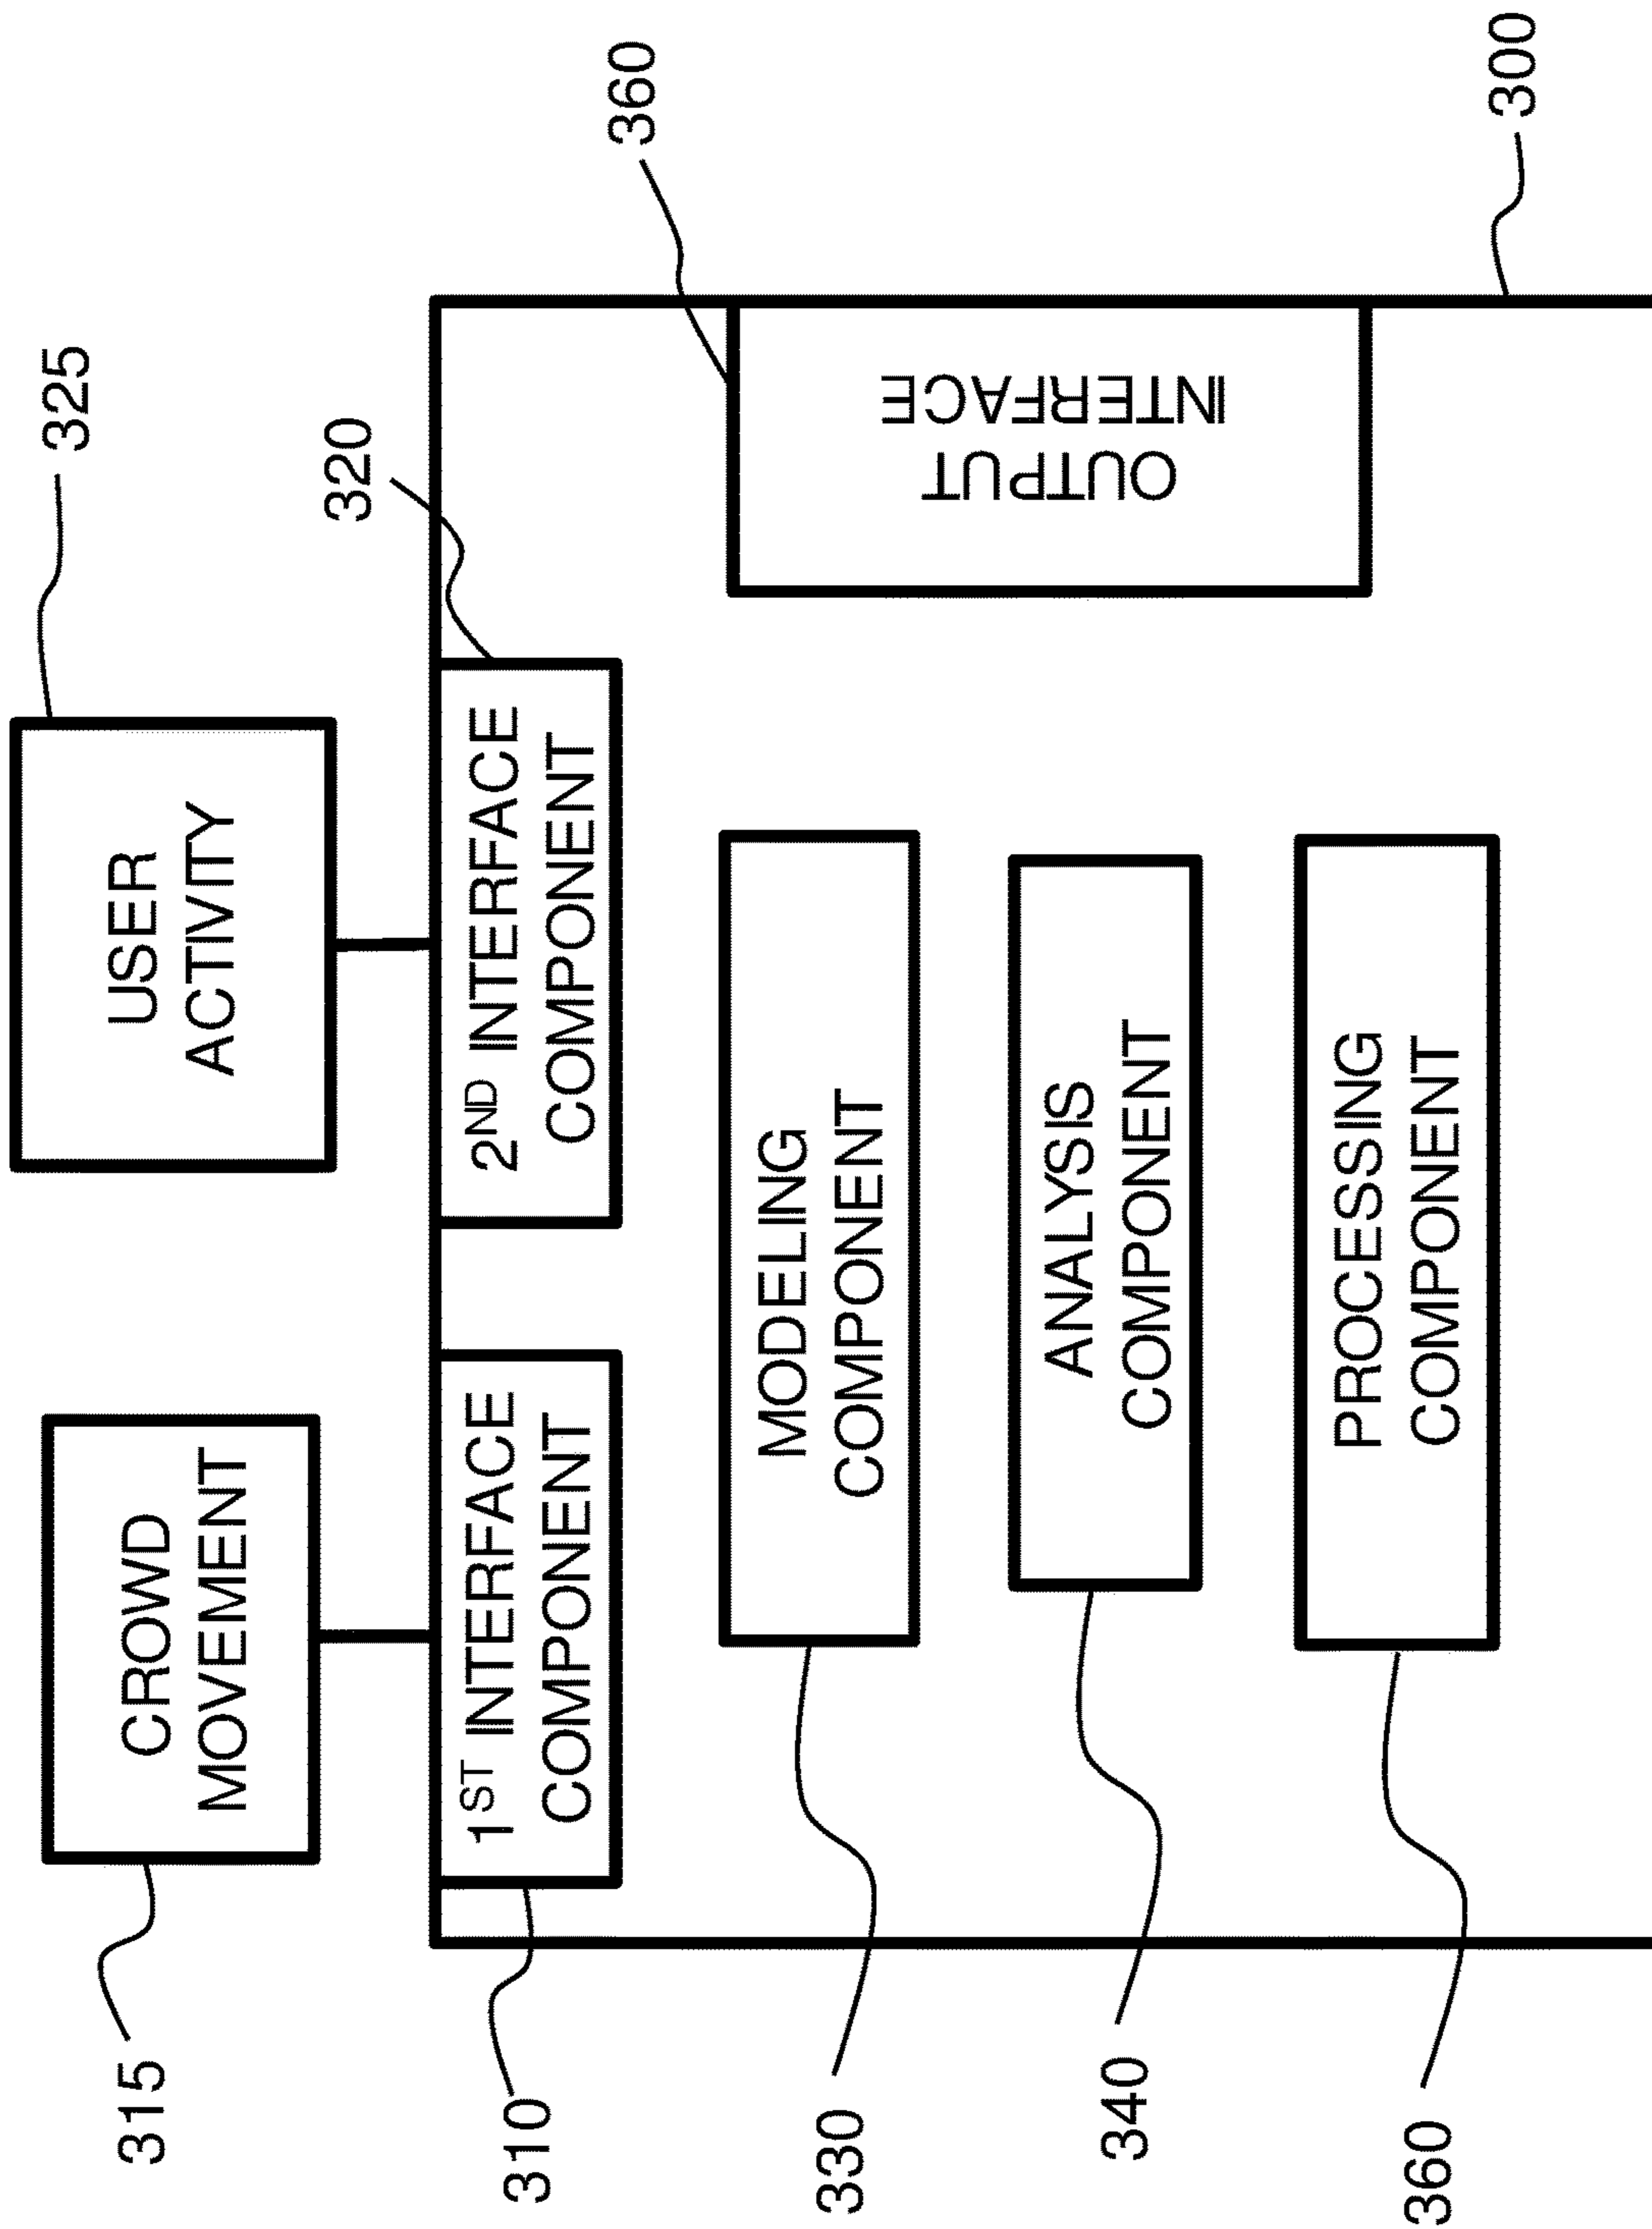 315
CROWD
MOVEMENT
USER
ACTIVITY
325
310
1ST INTERFACE
COMPONENT
2ND INTERFACE
COMPONENT
320
330
MODELING
COMPONENT
OUTPUT
INTERFACE
360
340
ANALYSIS
COMPONENT
360
PROCESSING
COMPONENT
300